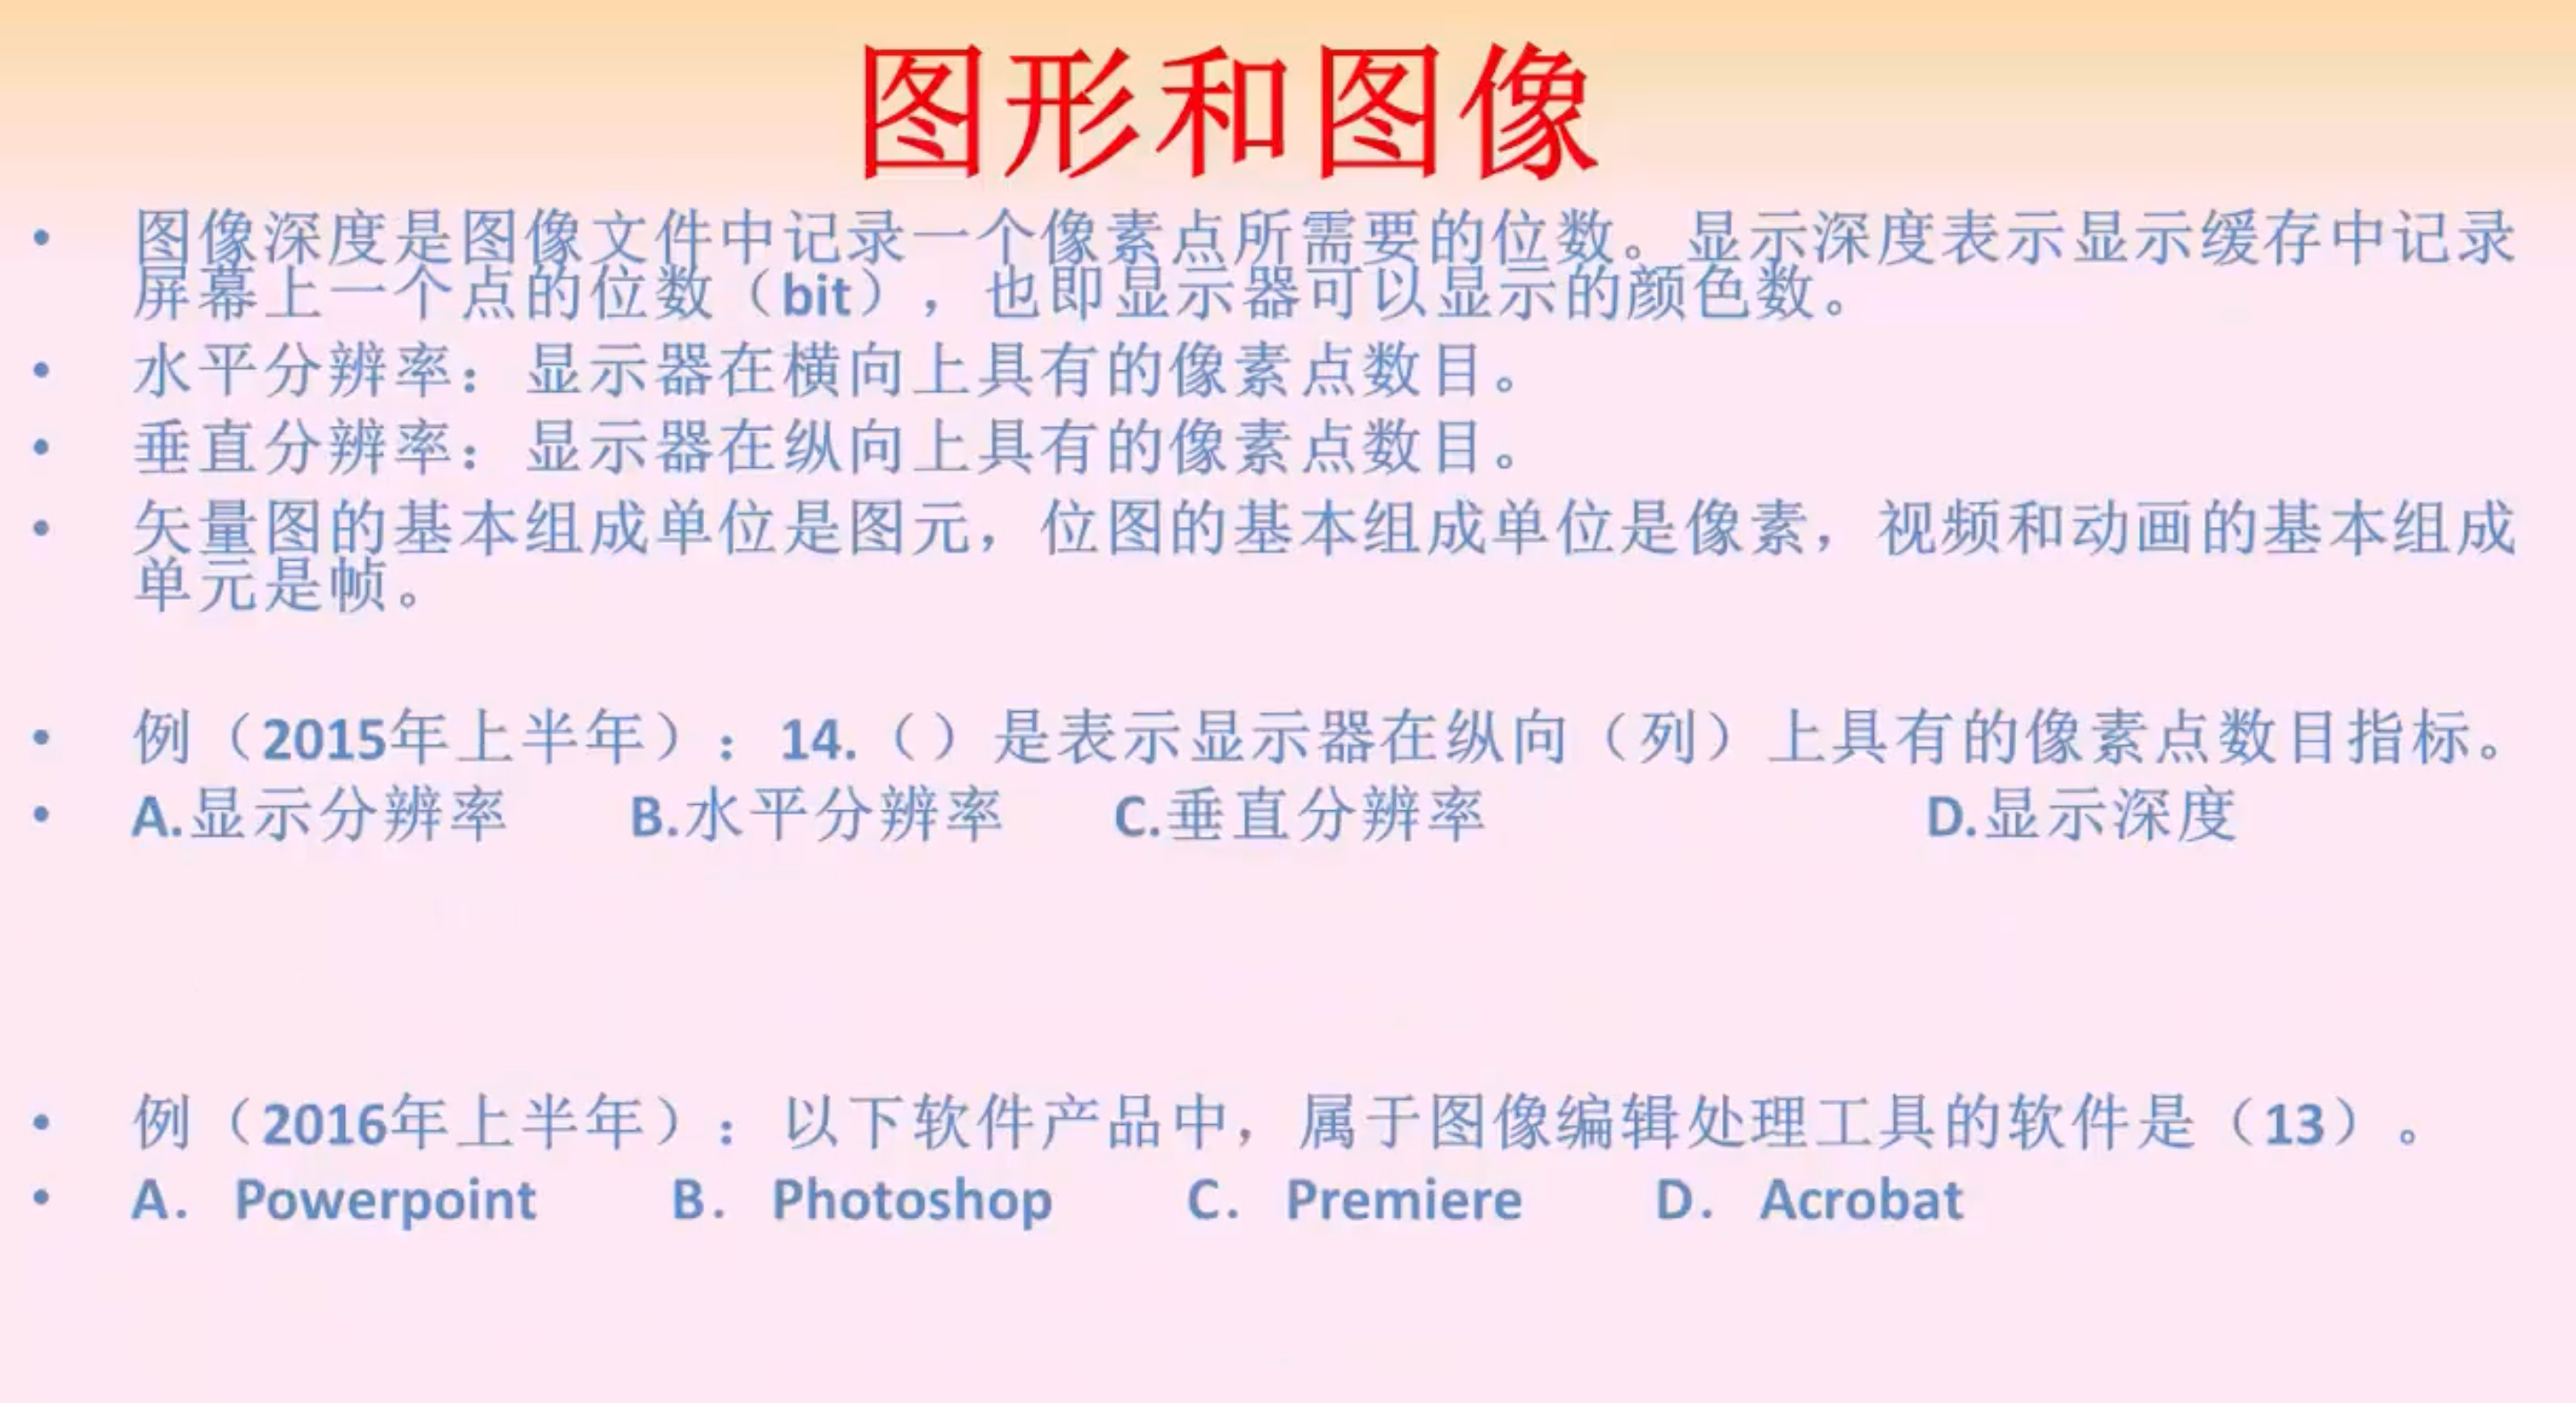 图形和图像
• 图像深度是图像文件中记录一个像素点所需要的位数。显示深度表示显示缓存中记录
屏幕上一个点的位数（bit），也即显示器可以显示的颜色数。
• 水平分辨率：显示器在横向上具有的像素点数目。
• 垂直分辨率：显示器在纵向上具有的像素点数目。
• 矢量图的基本组成单位是图元，位图的基本组成单位是像素，视频和动画的基本组成
单元是帧。
• 例（2015年上半年）：14.（）是表示显示器在纵向（列）上具有的像素点数目指标。
• A.显示分辨率 B.水平分辨率 C.垂直分辨率 D.显示深度
• 例（2016年上半年）：以下软件产品中，属于图像编辑处理工具的软件是（13）。
• A. Powerpoint B. Photoshop C. Premiere D. Acrobat